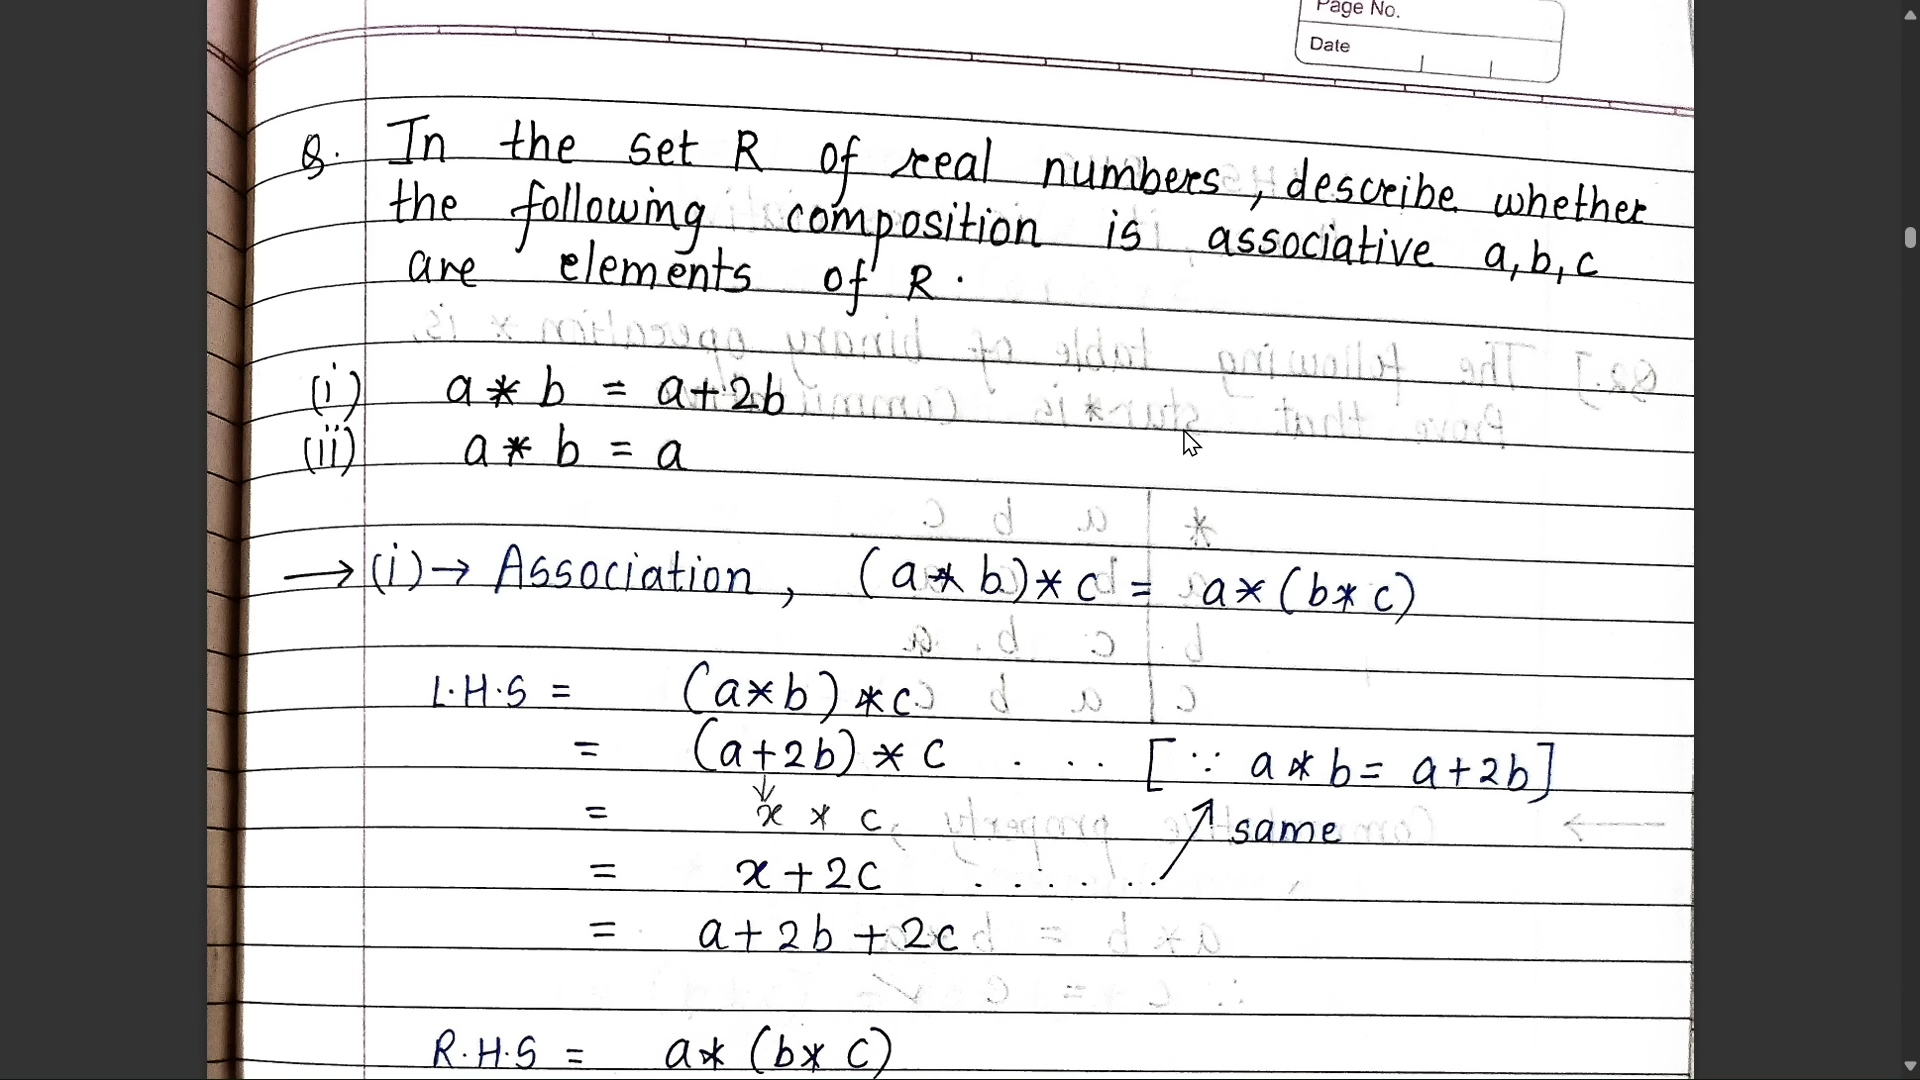 Page No.
Date
Q. In the set R of real numbers, describe whether
the following composition is associative a, b, c
are elements of R.
(i) a * b = a+2b
(ii) a * b = a
→ (i) → Association, (a * b) * c = a * (b * c)
L.H.S = (a * b) * c
= (a+2b) * c . . . . [∵ a * b = a+2b]
= x * c
same
= x + 2c . . . . . .
= a + 2b + 2c
R.H.S = a * (b * c)